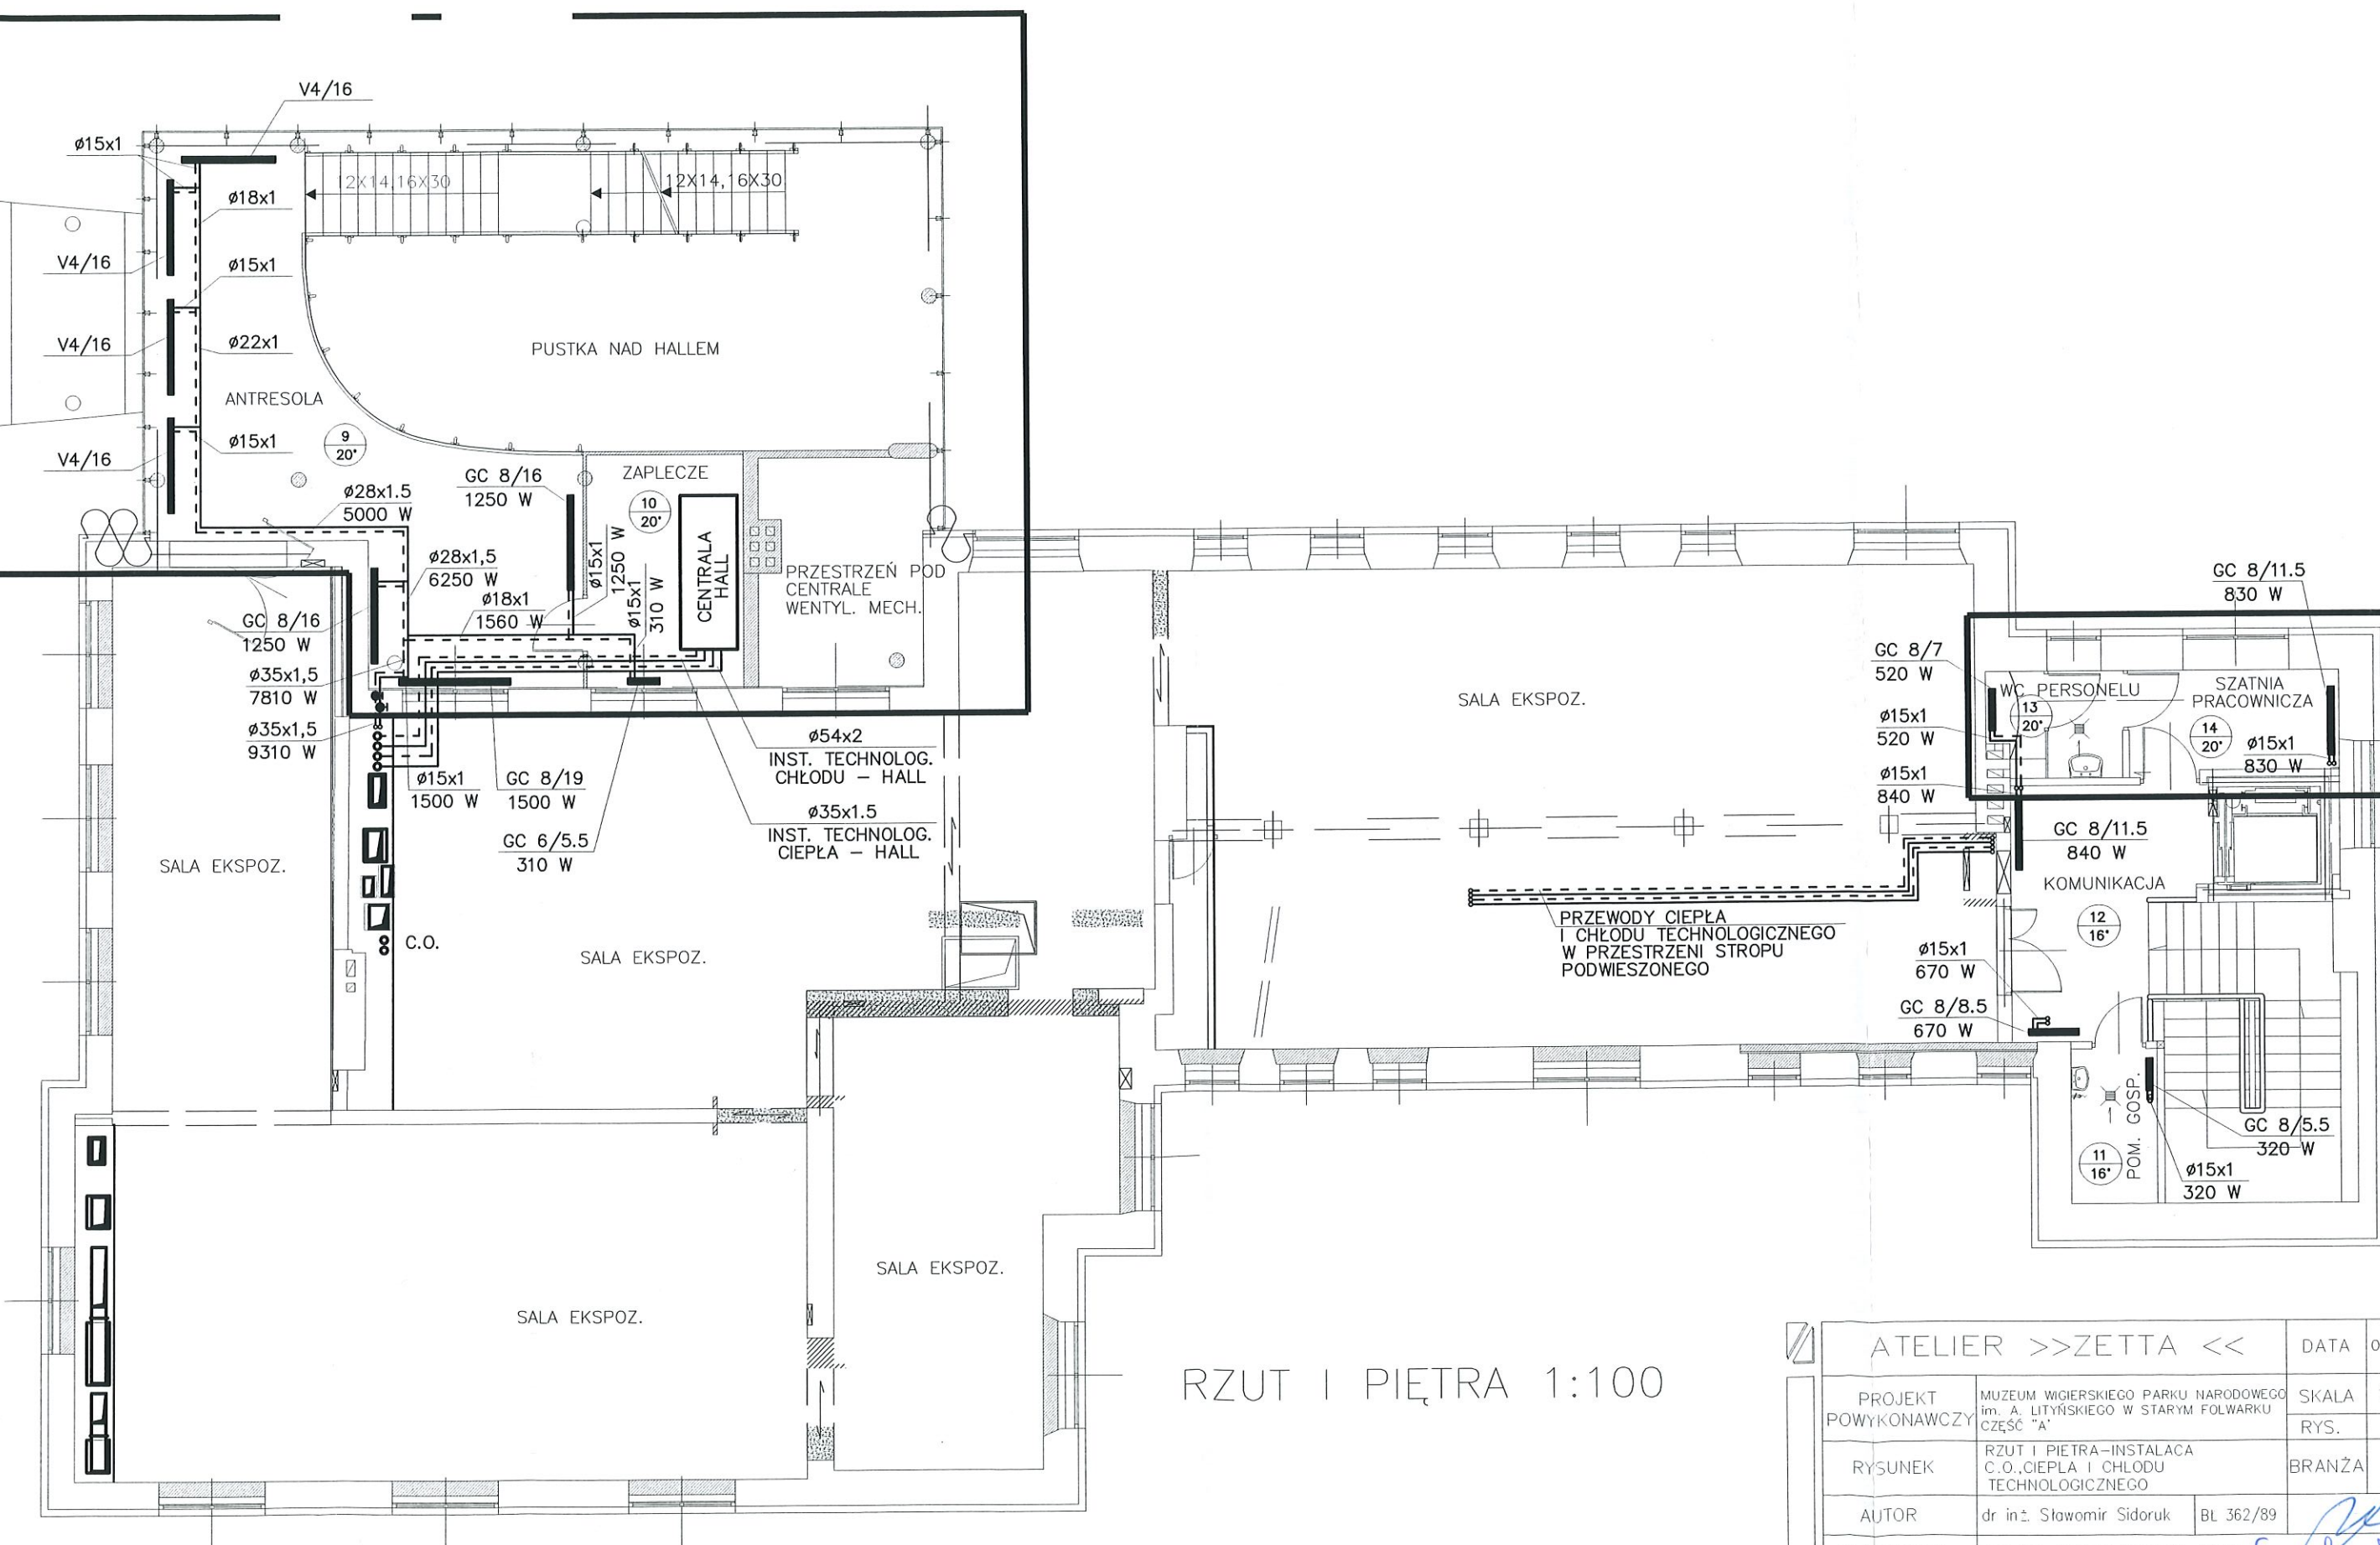 V4/16
ø15x1
12X14,16X30
12X14,16X30
ø18x1
V4/16
ø15x1
V4/16
ø22x1
PUSTKA NAD HALLEM
ANTRESOLA
ø15x1
9
20°
V4/16
GC 8/16
1250 W
ZAPLECZE
10
20°
ø28x1.5
5000 W
ø15x1
1250 W
CENTRALA
HALL
ø28x1,5
6250 W
ø15x1
310 W
PRZESTRZEŃ POD
CENTRALE
WENTYL. MECH.
ø18x1
1560 W
GC 8/16
1250 W
ø35x1,5
7810 W
ø35x1,5
9310 W
ø15x1
1500 W
GC 8/19
1500 W
GC 6/5.5
310 W
ø54x2
INST. TECHNOLOG.
CHŁODU – HALL
ø35x1.5
INST. TECHNOLOG.
CIEPŁA – HALL
SALA EKSPOZ.
C.O.
SALA EKSPOZ.
SALA EKSPOZ.
SALA EKSPOZ.
SALA EKSPOZ.
PRZEWODY CIEPŁA
I CHŁODU TECHNOLOGICZNEGO
W PRZESTRZENI STROPU
PODWIESZONEGO
GC 8/11.5
830 W
GC 8/7
520 W
WC PERSONELU
13
20°
SZATNIA
PRACOWNICZA
14
20°
ø15x1
520 W
ø15x1
830 W
ø15x1
840 W
GC 8/11.5
840 W
KOMUNIKACJA
12
16°
ø15x1
670 W
GC 8/8.5
670 W
POM. GOSP.
11
16°
GC 8/5.5
320 W
ø15x1
320 W
RZUT I PIĘTRA 1:100
ATELIER >>ZETTA <<
DATA
PROJEKT
POWYKONAWCZY
MUZEUM WIGIERSKIEGO PARKU NARODOWEGO
im. A. LITYŃSKIEGO W STARYM FOLWARKU
CZĘŚĆ "A"
SKALA
RYS.
RYSUNEK
RZUT I PIETRA-INSTALACA
C.O.,CIEPLA I CHLODU
TECHNOLOGICZNEGO
BRANŻA
AUTOR
dr inż. Sławomir Sidoruk
BŁ 362/89